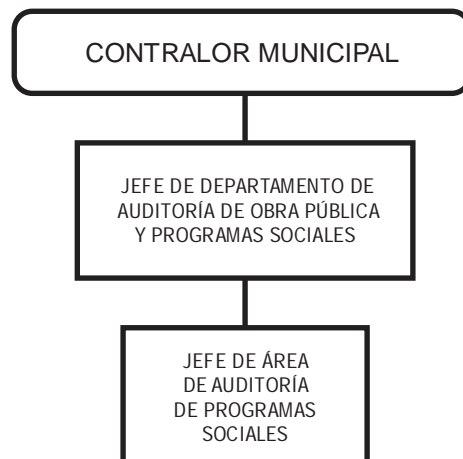 CONTRALOR MUNICIPAL
JEFE DE DEPARTAMENTO DE
AUDITORÍA DE OBRA PÚBLICA
Y PROGRAMAS SOCIALES
JEFE DE ÁREA
DE AUDITORÍA
DE PROGRAMAS
SOCIALES